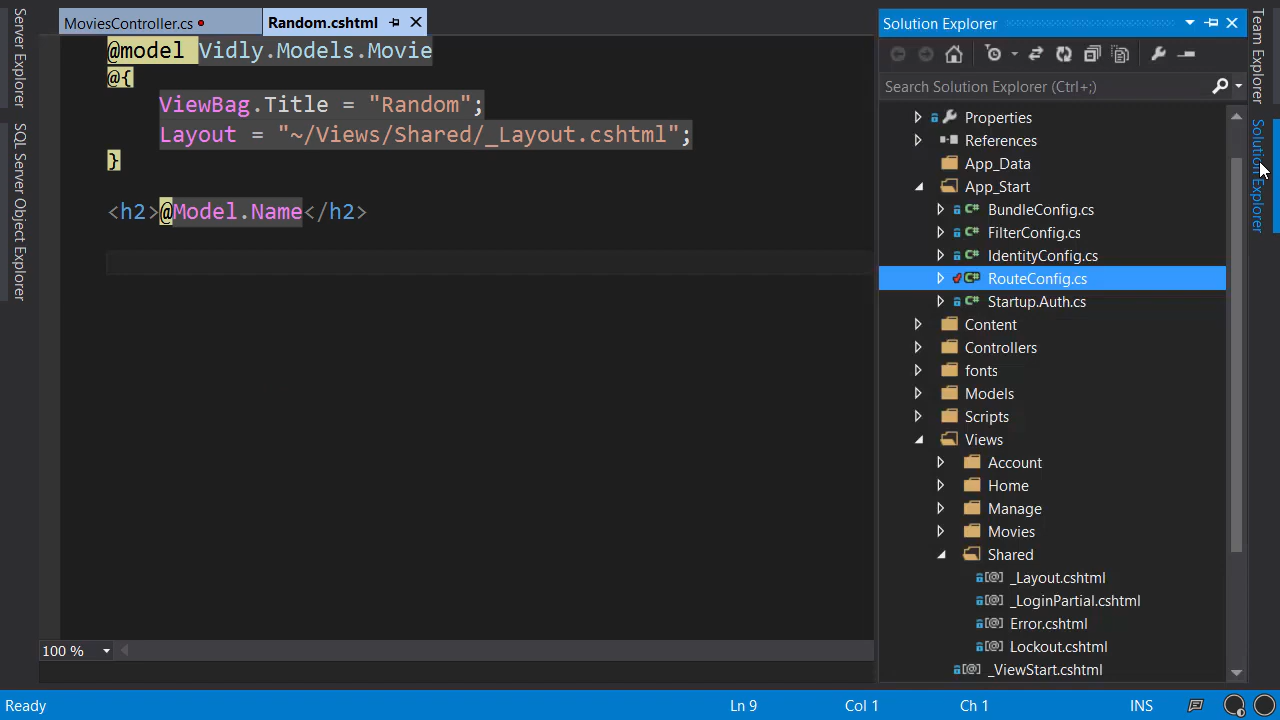 Server Explorer
SQL Server Object Explorer
MoviesController.cs
Random.cshtml
@model Vidly.Models.Movie
@{
ViewBag.Title = "Random";
Layout = "~/Views/Shared/_Layout.cshtml";
}
<h2>@Model.Name</h2>
100 %
Solution Explorer
Search Solution Explorer (Ctrl+;)
Properties
References
App_Data
App_Start
C# BundleConfig.cs
C# FilterConfig.cs
C# IdentityConfig.cs
C# RouteConfig.cs
C# Startup.Auth.cs
Content
Controllers
fonts
Models
Scripts
Views
Account
Home
Manage
Movies
Shared
[@] _Layout.cshtml
[@] _LoginPartial.cshtml
[@] Error.cshtml
[@] Lockout.cshtml
[@] _ViewStart.cshtml
Team Explorer
Solution Explorer
Ready
Ln 9
Col 1
Ch 1
INS